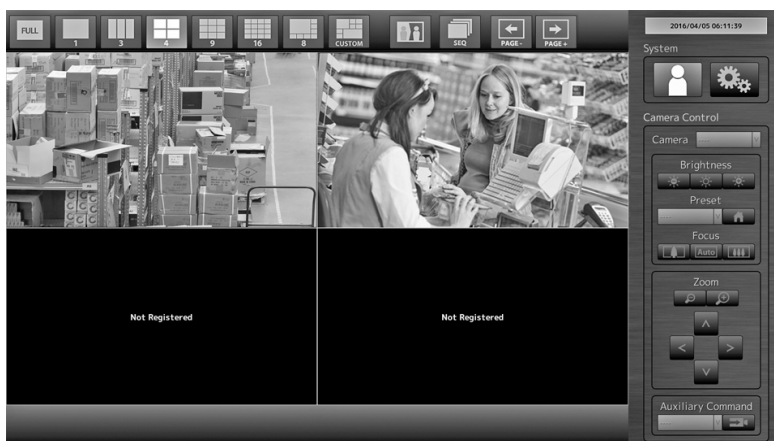 FULL
1
3
4
9
16
8
CUSTOM
SEQ
PAGE-
PAGE+
2016/04/05 06:11:39
System
Camera Control
Camera
Brightness
Preset
Focus
Auto
Zoom
Not Registered
Not Registered
Auxiliary Command